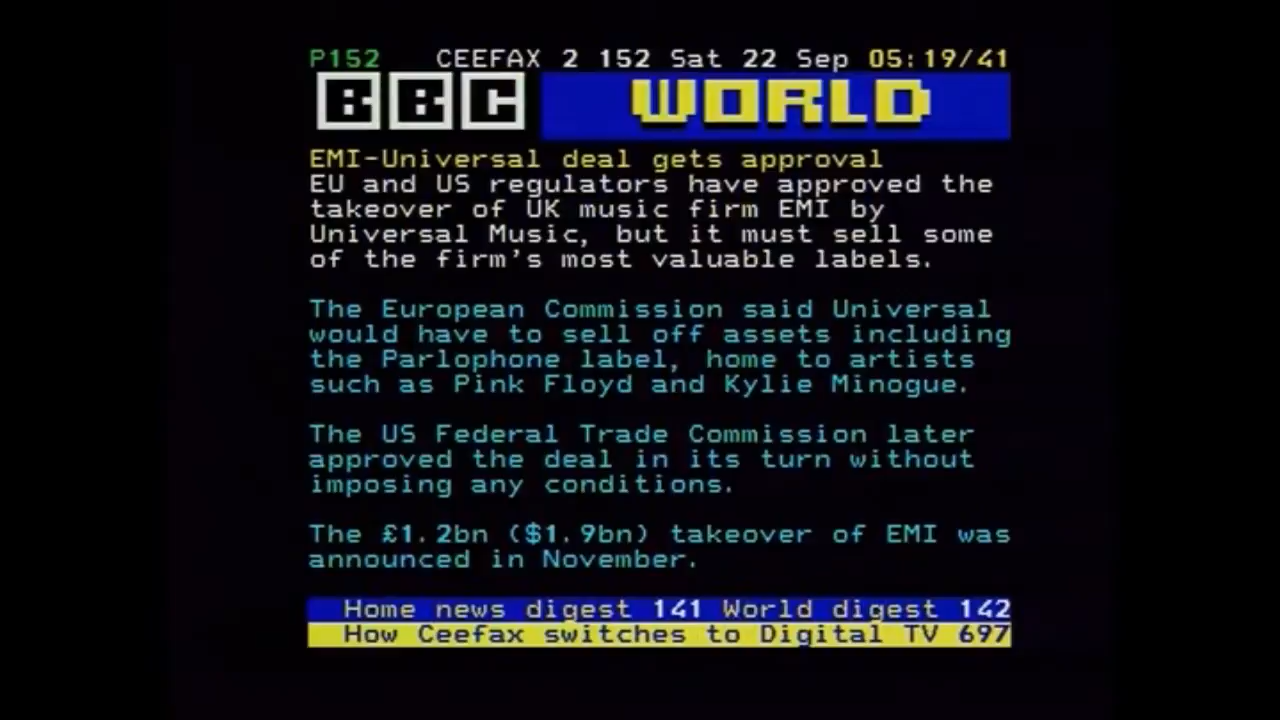 P152 CEEFAX 2 152 Sat 22 Sep 05:19/41
BBC WORLD
EMI-Universal deal gets approval
EU and US regulators have approved the
takeover of UK music firm EMI by
Universal Music, but it must sell some
of the firm's most valuable labels.
The European Commission said Universal
would have to sell off assets including
the Parlophone label, home to artists
such as Pink Floyd and Kylie Minogue.
The US Federal Trade Commission later
approved the deal in its turn without
imposing any conditions.
The £1.2bn ($1.9bn) takeover of EMI was
announced in November.
Home news digest 141 World digest 142
How Ceefax switches to Digital TV 697